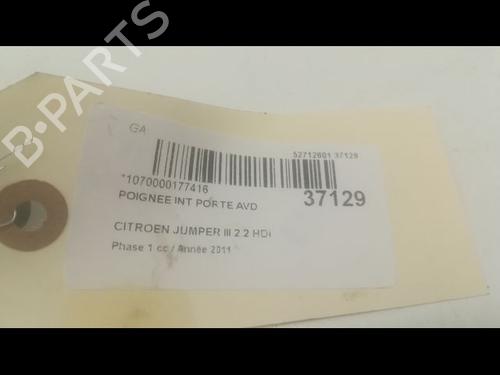 B-PARTS
GA
52712601 37129
*1070000177416
37129
POIGNEE INT PORTE AVD
CITROEN JUMPER III 2.2 HDi
Phase 1 cc / Année 2011